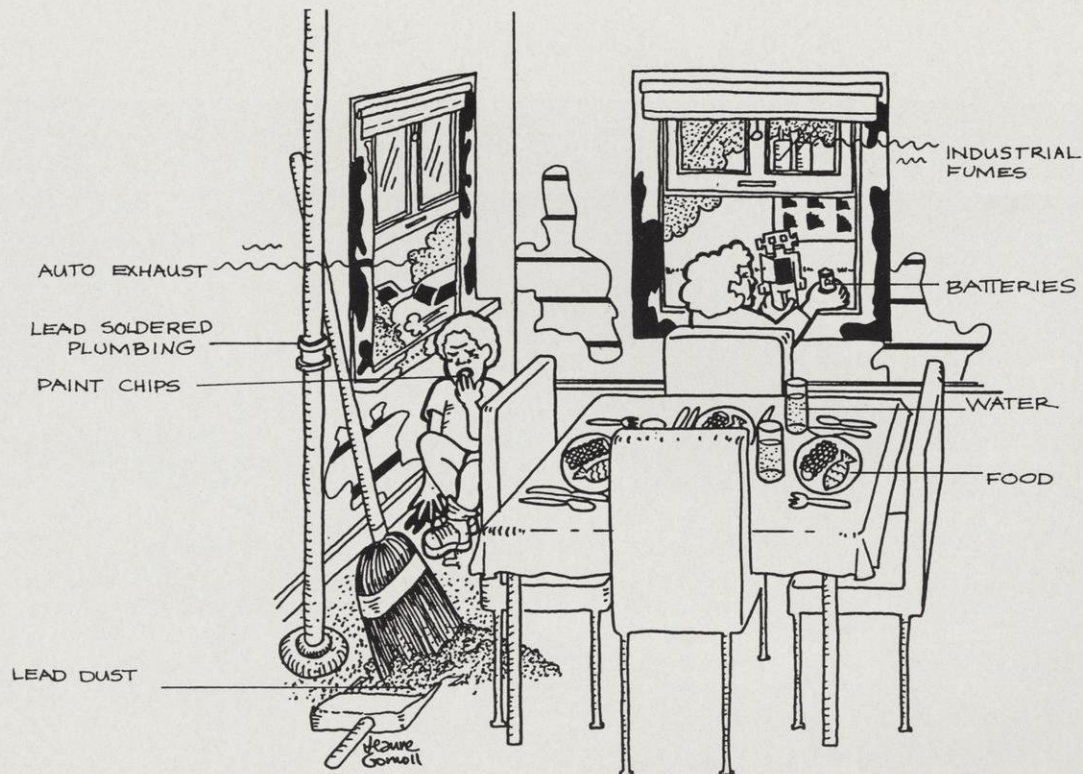 INDUSTRIAL
FUMES
AUTO EXHAUST
BATTERIES
LEAD SOLDERED
PLUMBING
PAINT CHIPS
WATER
FOOD
LEAD DUST
Jeanne
Gomoll